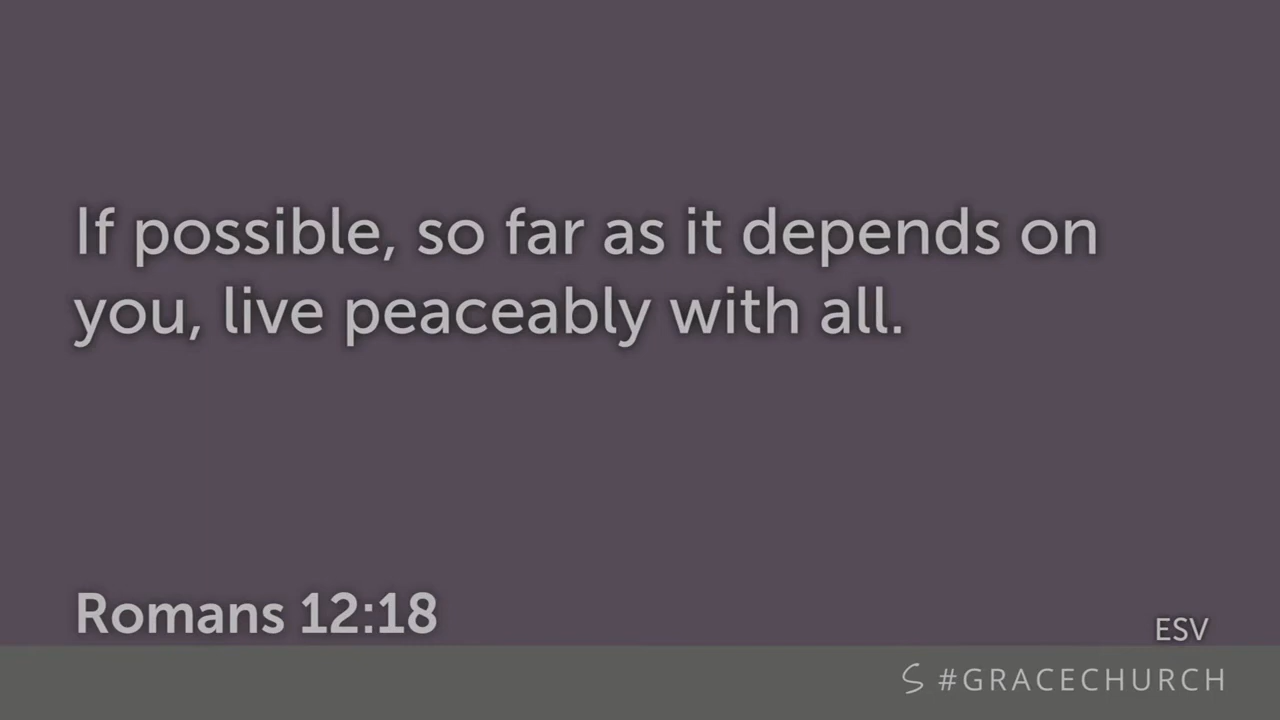 If possible, so far as it depends on
you, live peaceably with all.
Romans 12:18
ESV
#GRACECHURCH